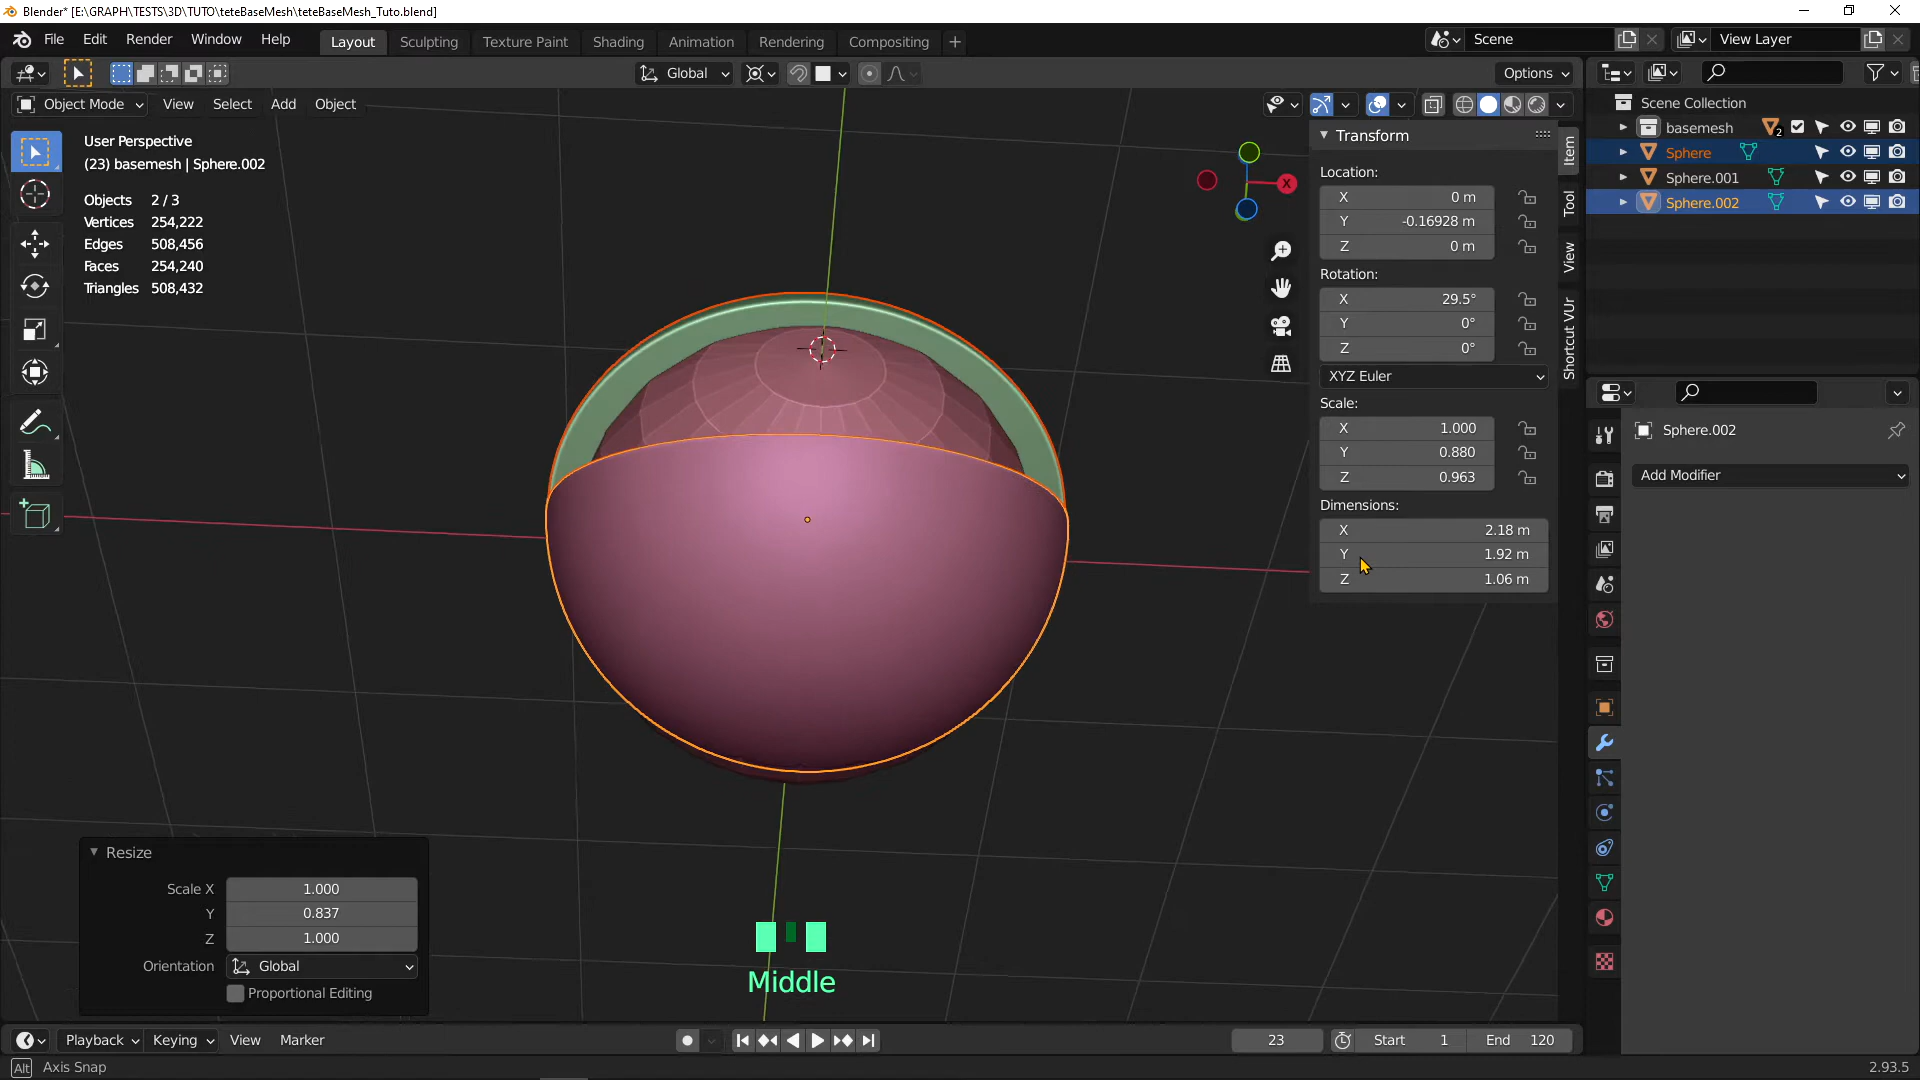 Blender* [E:\GRAPH\TESTS\3D\TUTO\teteBaseMesh\teteBaseMesh_Tuto.blend]
File Edit Render Window Help Layout Sculpting Texture Paint Shading Animation Rendering Compositing
Scene View Layer
Global Options
Object Mode View Select Add Object
User Perspective
(23) basemesh | Sphere.002
Objects 2 / 3
Vertices 254,222
Edges 508,456
Faces 254,240
Triangles 508,432
X
Transform
Location:
X 0 m
Y -0.16928 m
Z 0 m
Rotation:
X 29.5°
Y 0°
Z 0°
XYZ Euler
Scale:
X 1.000
Y 0.880
Z 0.963
Dimensions:
X 2.18 m
Y 1.92 m
Z 1.06 m
Item
Tool
View
Shortcut VUr
Scene Collection
basemesh 2
Sphere
Sphere.001
Sphere.002
Sphere.002
Add Modifier
Resize
Scale X 1.000
Y 0.837
Z 1.000
Orientation Global
Proportional Editing
Middle
Playback Keying View Marker
23 Start 1 End 120
Alt Axis Snap
2.93.5